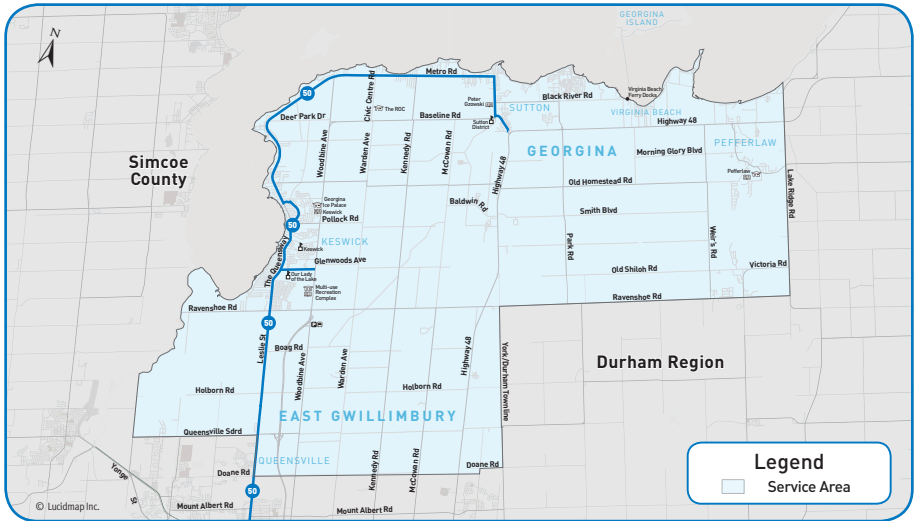 N
GEORGINA
ISLAND
Metro Rd
50
Civic Centre Rd
The ROC
Peter
Gzowski
Black River Rd
Virginia Beach
Ferry Docks
SUTTON
VIRGINIA BEACH
Deer Park Dr
Baseline Rd
Sutton
District
Highway 48
Simcoe
County
Woodbine Ave
Warden Ave
Kennedy Rd
McCowan Rd
Highway 48
GEORGINA
Morning Glory Blvd
PEFFERLAW
Pefferlaw
Old Homestead Rd
Lake Ridge Rd
Georgina
Ice Palace
Keswick
Pollock Rd
Baldwin Rd
Smith Blvd
50
KESWICK
Keswick
The Queensway
Glenwoods Ave
Park Rd
Weir's Rd
Our Lady
of the Lake
Old Shiloh Rd
Victoria Rd
Multi-use
Recreation
Complex
Ravenshoe Rd
Ravenshoe Rd
50
Leslie St
Boag Rd
Woodbine Ave
Warden Ave
Highway 48
York/Durham Townline
Durham Region
Holborn Rd
Holborn Rd
EAST GWILLIMBURY
Queensville Sdrd
QUEENSVILLE
Doane Rd
Kennedy Rd
McCowan Rd
Doane Rd
Yonge St
50
Mount Albert Rd
Mount Albert Rd
Legend
Service Area
© Lucidmap Inc.